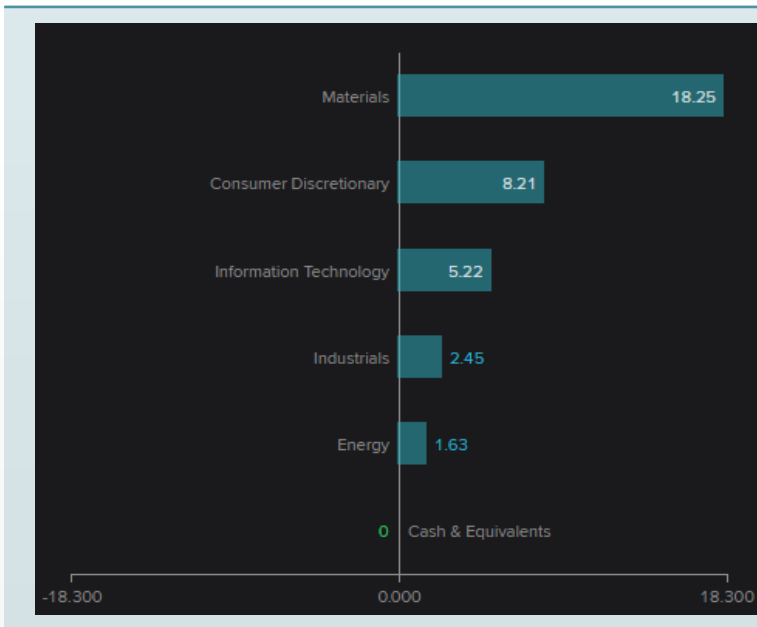 Materials 18.25
Consumer Discretionary 8.21
Information Technology 5.22
Industrials 2.45
Energy 1.63
0 Cash & Equivalents
-18.300 0.000 18.300